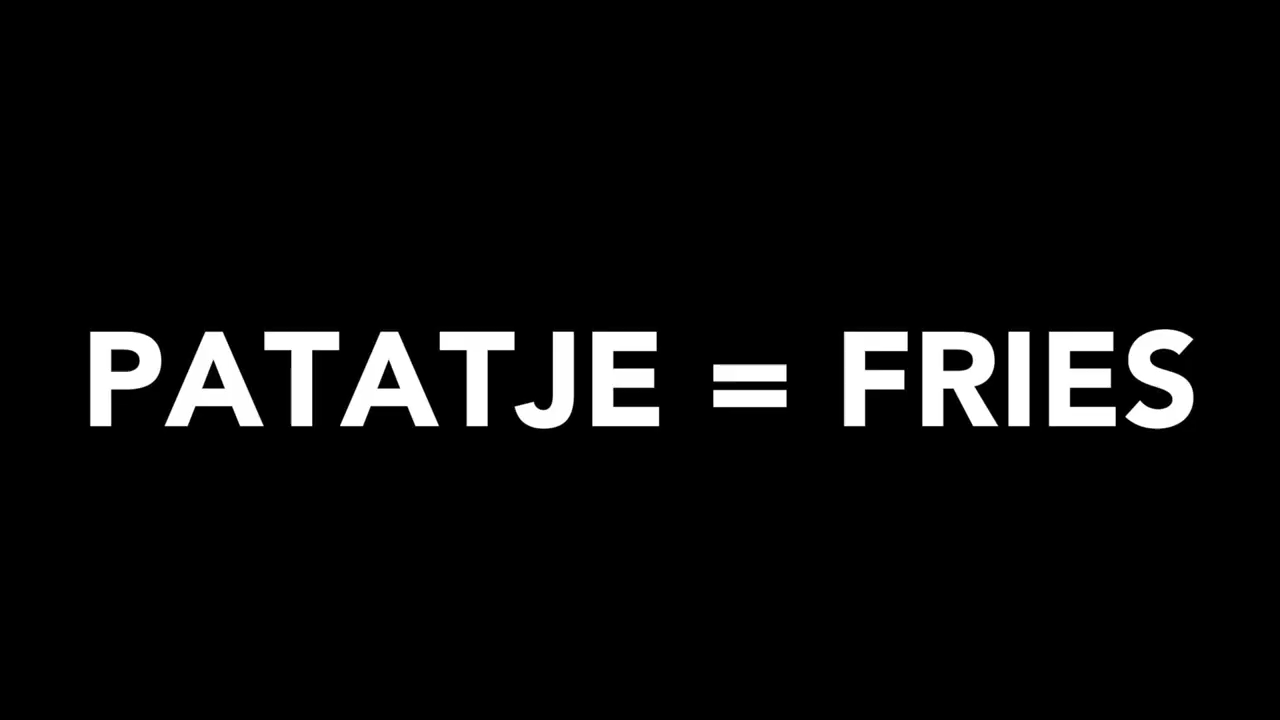 PATATJE = FRIES